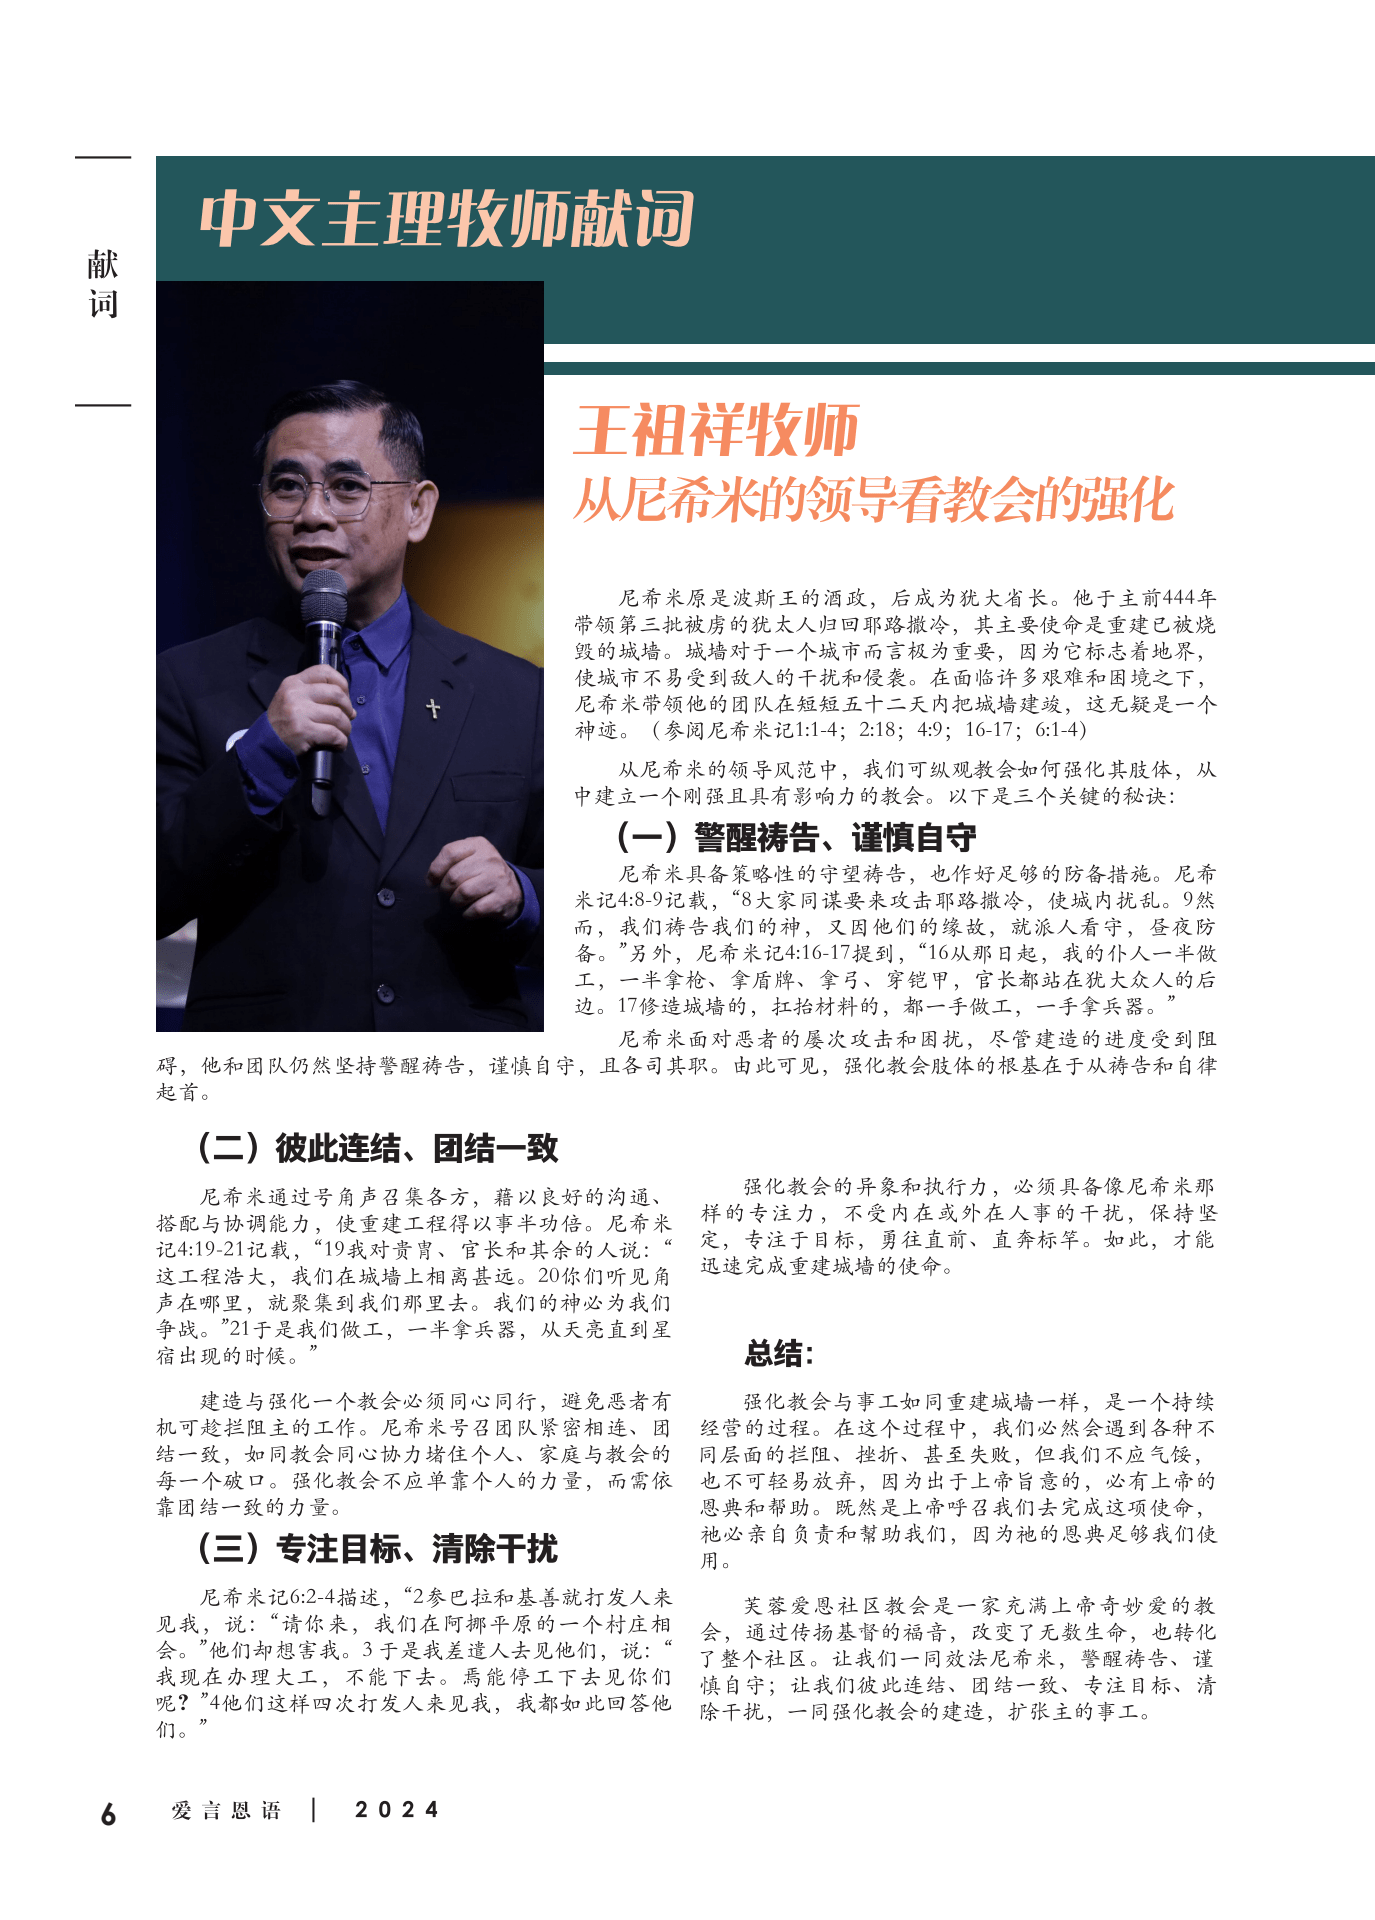 献
词
中文主理牧师献词
王祖祥牧师
从尼希米的领导看教会的强化
尼希米原是波斯王的酒政，后成为犹大省长。他于主前444年
带领第三批被虏的犹太人归回耶路撒冷，其主要使命是重建已被烧
毁的城墙。城墙对于一个城市而言极为重要，因为它标志着地界，
使城市不易受到敌人的干扰和侵袭。在面临许多艰难和困境之下，
尼希米带领他的团队在短短五十二天内把城墙建竣，这无疑是一个
神迹。（参阅尼希米记1:1-4；2:18；4:9；16-17；6:1-4）
从尼希米的领导风范中，我们可纵观教会如何强化其肢体，从
中建立一个刚强且具有影响力的教会。以下是三个关键的秘诀：
（一）警醒祷告、谨慎自守
尼希米具备策略性的守望祷告，也作好足够的防备措施。尼希
米记4:8-9记载，“8大家同谋要来攻击耶路撒冷，使城内扰乱。9然
而，我们祷告我们的神，又因他们的缘故，就派人看守，昼夜防
备。”另外，尼希米记4:16-17提到，“16从那日起，我的仆人一半做
工，一半拿枪、拿盾牌、拿弓、穿铠甲，官长都站在犹大众人的后
边。17修造城墙的，扛抬材料的，都一手做工，一手拿兵器。”
尼希米面对恶者的屡次攻击和困扰，尽管建造的进度受到阻
碍，他和团队仍然坚持警醒祷告，谨慎自守，且各司其职。由此可见，强化教会肢体的根基在于从祷告和自律
起首。
（二）彼此连结、团结一致
尼希米通过号角声召集各方，藉以良好的沟通、
搭配与协调能力，使重建工程得以事半功倍。尼希米
记4:19-21记载，“19我对贵胄、官长和其余的人说：“
这工程浩大，我们在城墙上相离甚远。20你们听见角
声在哪里，就聚集到我们那里去。我们的神必为我们
争战。”21于是我们做工，一半拿兵器，从天亮直到星
宿出现的时候。”
建造与强化一个教会必须同心同行，避免恶者有
机可趁拦阻主的工作。尼希米号召团队紧密相连、团
结一致，如同教会同心协力堵住个人、家庭与教会的
每一个破口。强化教会不应单靠个人的力量，而需依
靠团结一致的力量。
（三）专注目标、清除干扰
尼希米记6:2-4描述，“2参巴拉和基善就打发人来
见我，说：“请你来，我们在阿挪平原的一个村庄相
会。”他们却想害我。3 于是我差遣人去见他们，说：“
我现在办理大工，不能下去。焉能停工下去见你们
呢？”4他们这样四次打发人来见我，我都如此回答他
们。”
强化教会的异象和执行力，必须具备像尼希米那
样的专注力，不受内在或外在人事的干扰，保持坚
定，专注于目标，勇往直前、直奔标竿。如此，才能
迅速完成重建城墙的使命。
总结：
强化教会与事工如同重建城墙一样，是一个持续
经营的过程。在这个过程中，我们必然会遇到各种不
同层面的拦阻、挫折、甚至失败，但我们不应气馁，
也不可轻易放弃，因为出于上帝旨意的，必有上帝的
恩典和帮助。既然是上帝呼召我们去完成这项使命，
祂必亲自负责和幫助我们，因为祂的恩典足够我们使
用。
芙蓉爱恩社区教会是一家充满上帝奇妙爱的教
会，通过传扬基督的福音，改变了无数生命，也转化
了整个社区。让我们一同效法尼希米，警醒祷告、谨
慎自守；让我们彼此连结、团结一致、专注目标、清
除干扰，一同强化教会的建造，扩张主的事工。
6 爱言恩语 | 2024